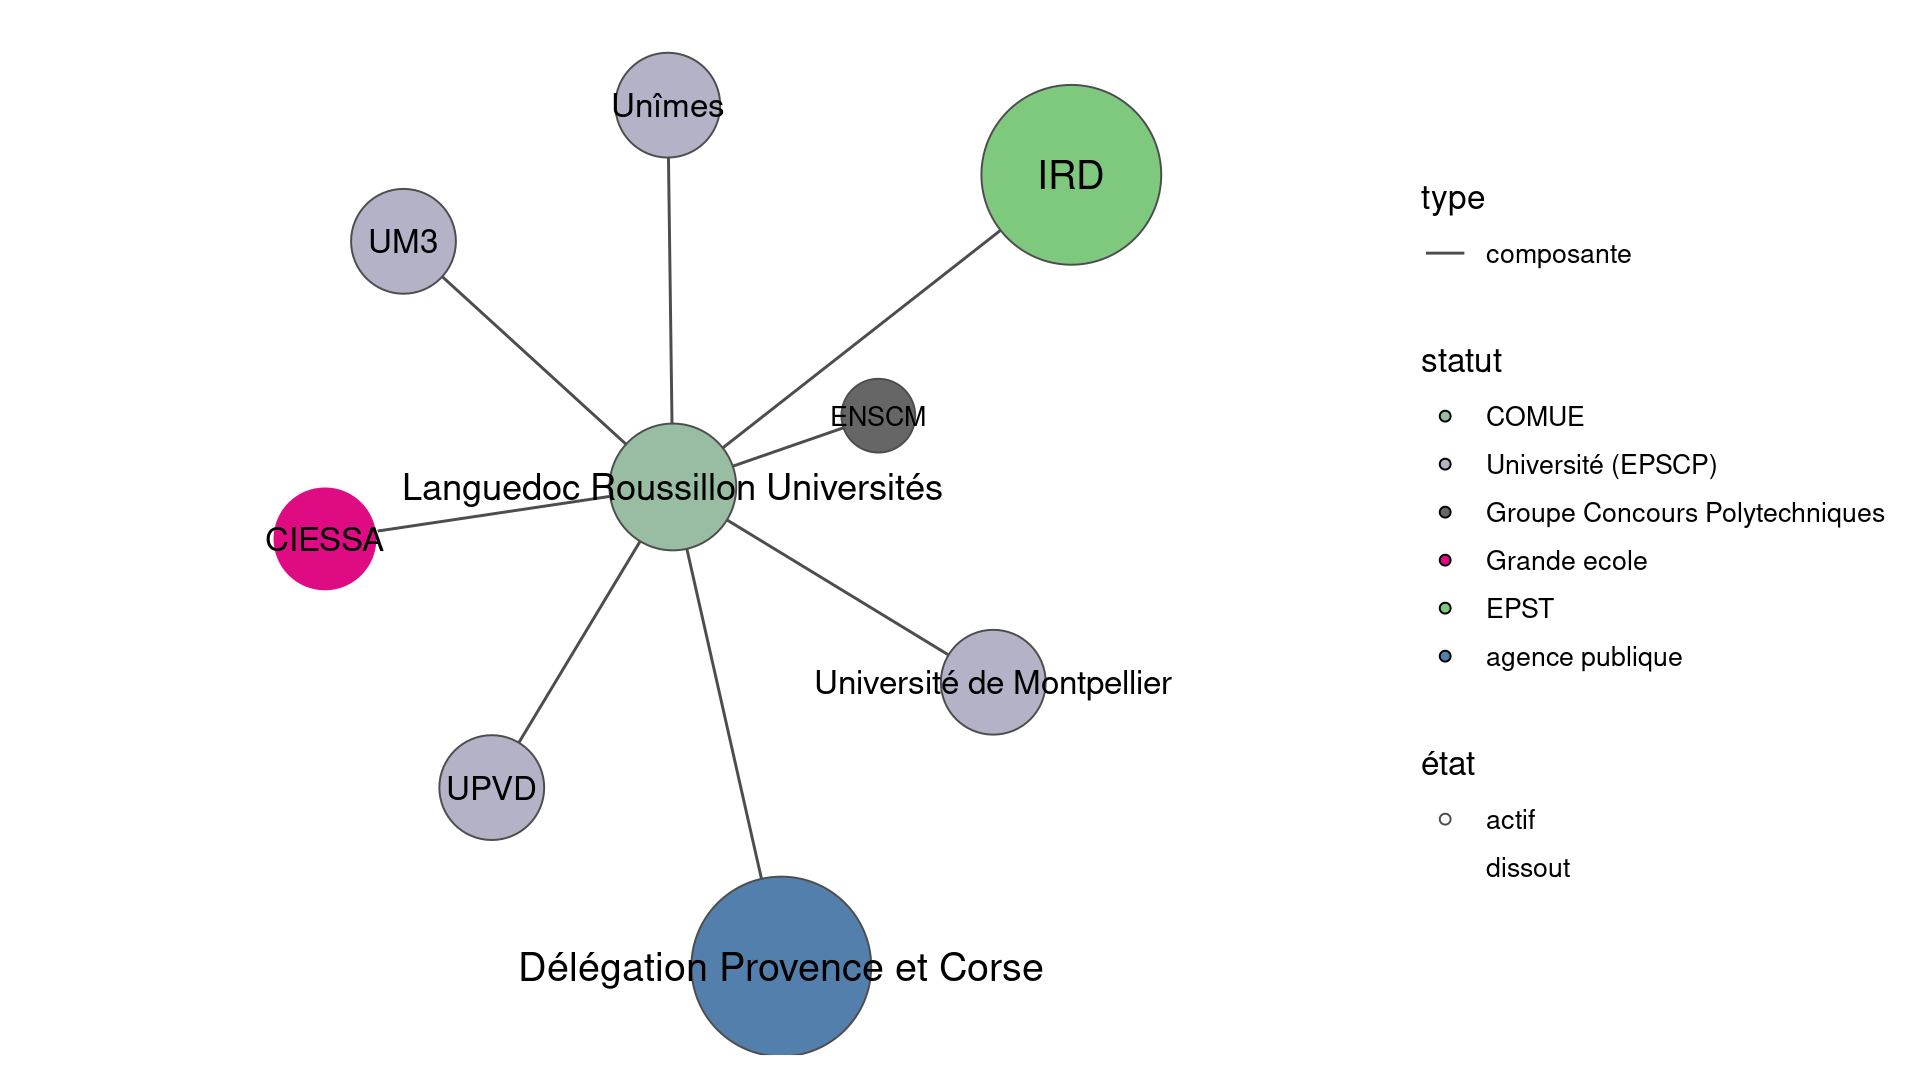 Unîmes
IRD
UM3
ENSCM
Languedoc Roussillon Universités
CIESSA
Université de Montpellier
UPVD
Délégation Provence et Corse
type
composante
statut
COMUE
Université (EPSCP)
Groupe Concours Polytechniques
Grande ecole
EPST
agence publique
état
actif
dissout